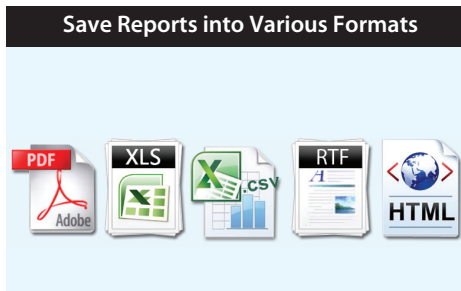 Save Reports into Various Formats
PDF
Adobe
XLS
X
X
.CSV
RTF
A
HTML